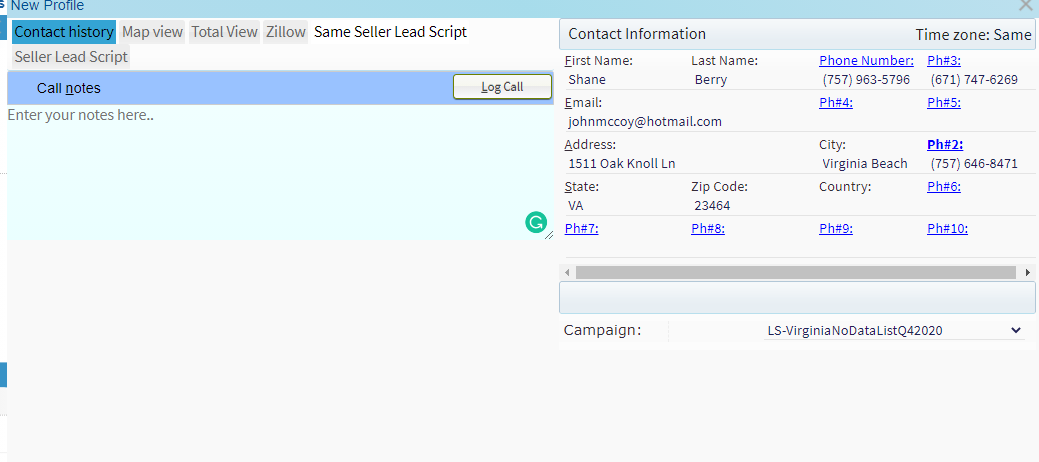 New Profile
Contact history Map view Total View Zillow Same Seller Lead Script
Seller Lead Script
Call notes Log Call
Enter your notes here..
Contact Information Time zone: Same
First Name: Last Name: Phone Number: Ph#3:
Shane Berry (757) 963-5796 (671) 747-6269
Email: Ph#4: Ph#5:
johnmccoy@hotmail.com
Address: City: Ph#2:
1511 Oak Knoll Ln Virginia Beach (757) 646-8471
State: Zip Code: Country: Ph#6:
VA 23464
Ph#7: Ph#8: Ph#9: Ph#10:
Campaign: LS-VirginiaNoDataListQ42020